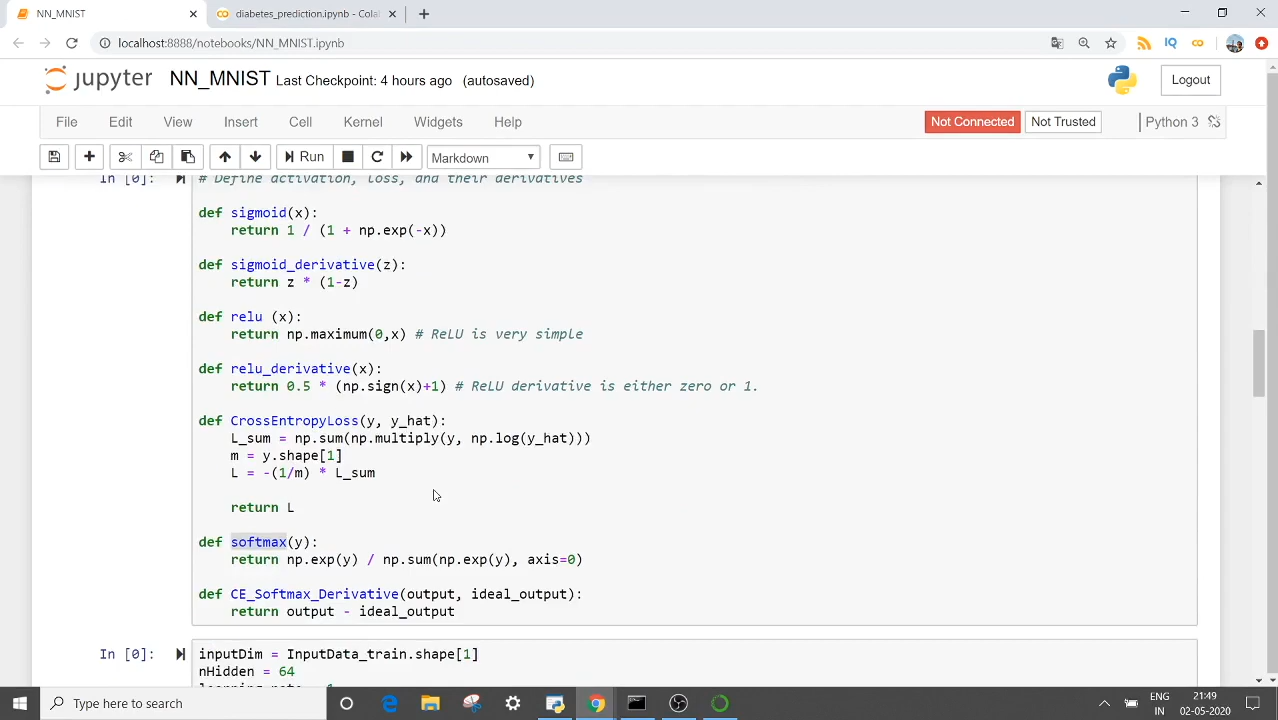 NN_MNIST
diabetes_prediction.ipynb - Colab
localhost:8888/notebooks/NN_MNIST.ipynb
IQ
jupyter NN_MNIST Last Checkpoint: 4 hours ago (autosaved)
Logout
File Edit View Insert Cell Kernel Widgets Help
Not Connected Not Trusted Python 3
Run Markdown
In [0]: # Define activation, loss, and their derivatives
def sigmoid(x):
return 1 / (1 + np.exp(-x))
def sigmoid_derivative(z):
return z * (1-z)
def relu (x):
return np.maximum(0,x) # ReLU is very simple
def relu_derivative(x):
return 0.5 * (np.sign(x)+1) # ReLU derivative is either zero or 1.
def CrossEntropyLoss(y, y_hat):
L_sum = np.sum(np.multiply(y, np.log(y_hat)))
m = y.shape[1]
L = -(1/m) * L_sum
return L
def softmax(y):
return np.exp(y) / np.sum(np.exp(y), axis=0)
def CE_Softmax_Derivative(output, ideal_output):
return output - ideal_output
In [0]: inputDim = InputData_train.shape[1]
nHidden = 64
Type here to search
ENG
IN
21:49
02-05-2020